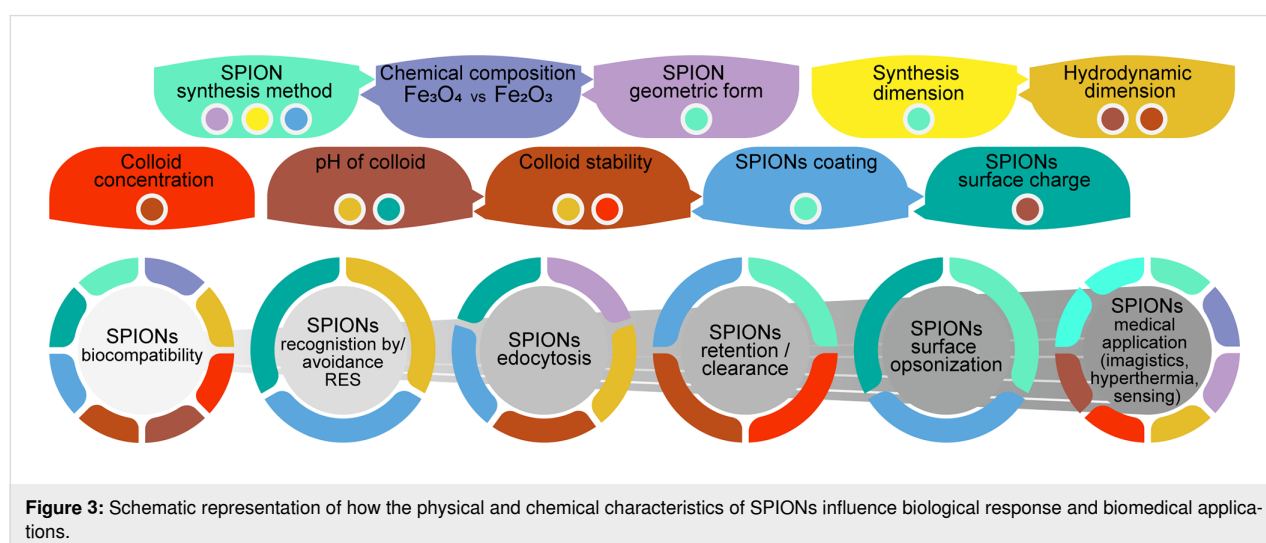 SPION
synthesis method
Chemical composition
Fe₃O₄ vs Fe₂O₃
SPION
geometric form
Synthesis
dimension
Hydrodynamic
dimension
Colloid
concentration
pH of colloid
Colloid stability
SPIONs coating
SPIONs
surface charge
SPIONs
biocompatibility
SPIONs
recognistion by/
avoidance
RES
SPIONs
edocytosis
SPIONs
retention /
clearance
SPIONs
surface
opsonization
SPIONs
medical
application
(imagistics,
hyperthermia,
sensing)
Figure 3: Schematic representation of how the physical and chemical characteristics of SPIONs influence biological response and biomedical applica-
tions.